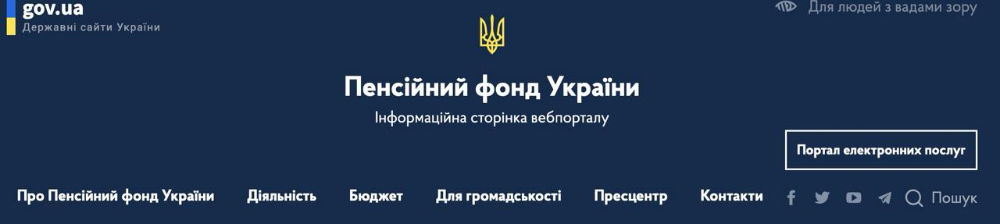 gov.ua
Державні сайти України
Для людей з вадами зору
Пенсійний фонд України
Інформаційна сторінка вебпорталу
Портал електронних послуг
Про Пенсійний фонд України Діяльність Бюджет Для громадськості Пресцентр Контакти Пошук